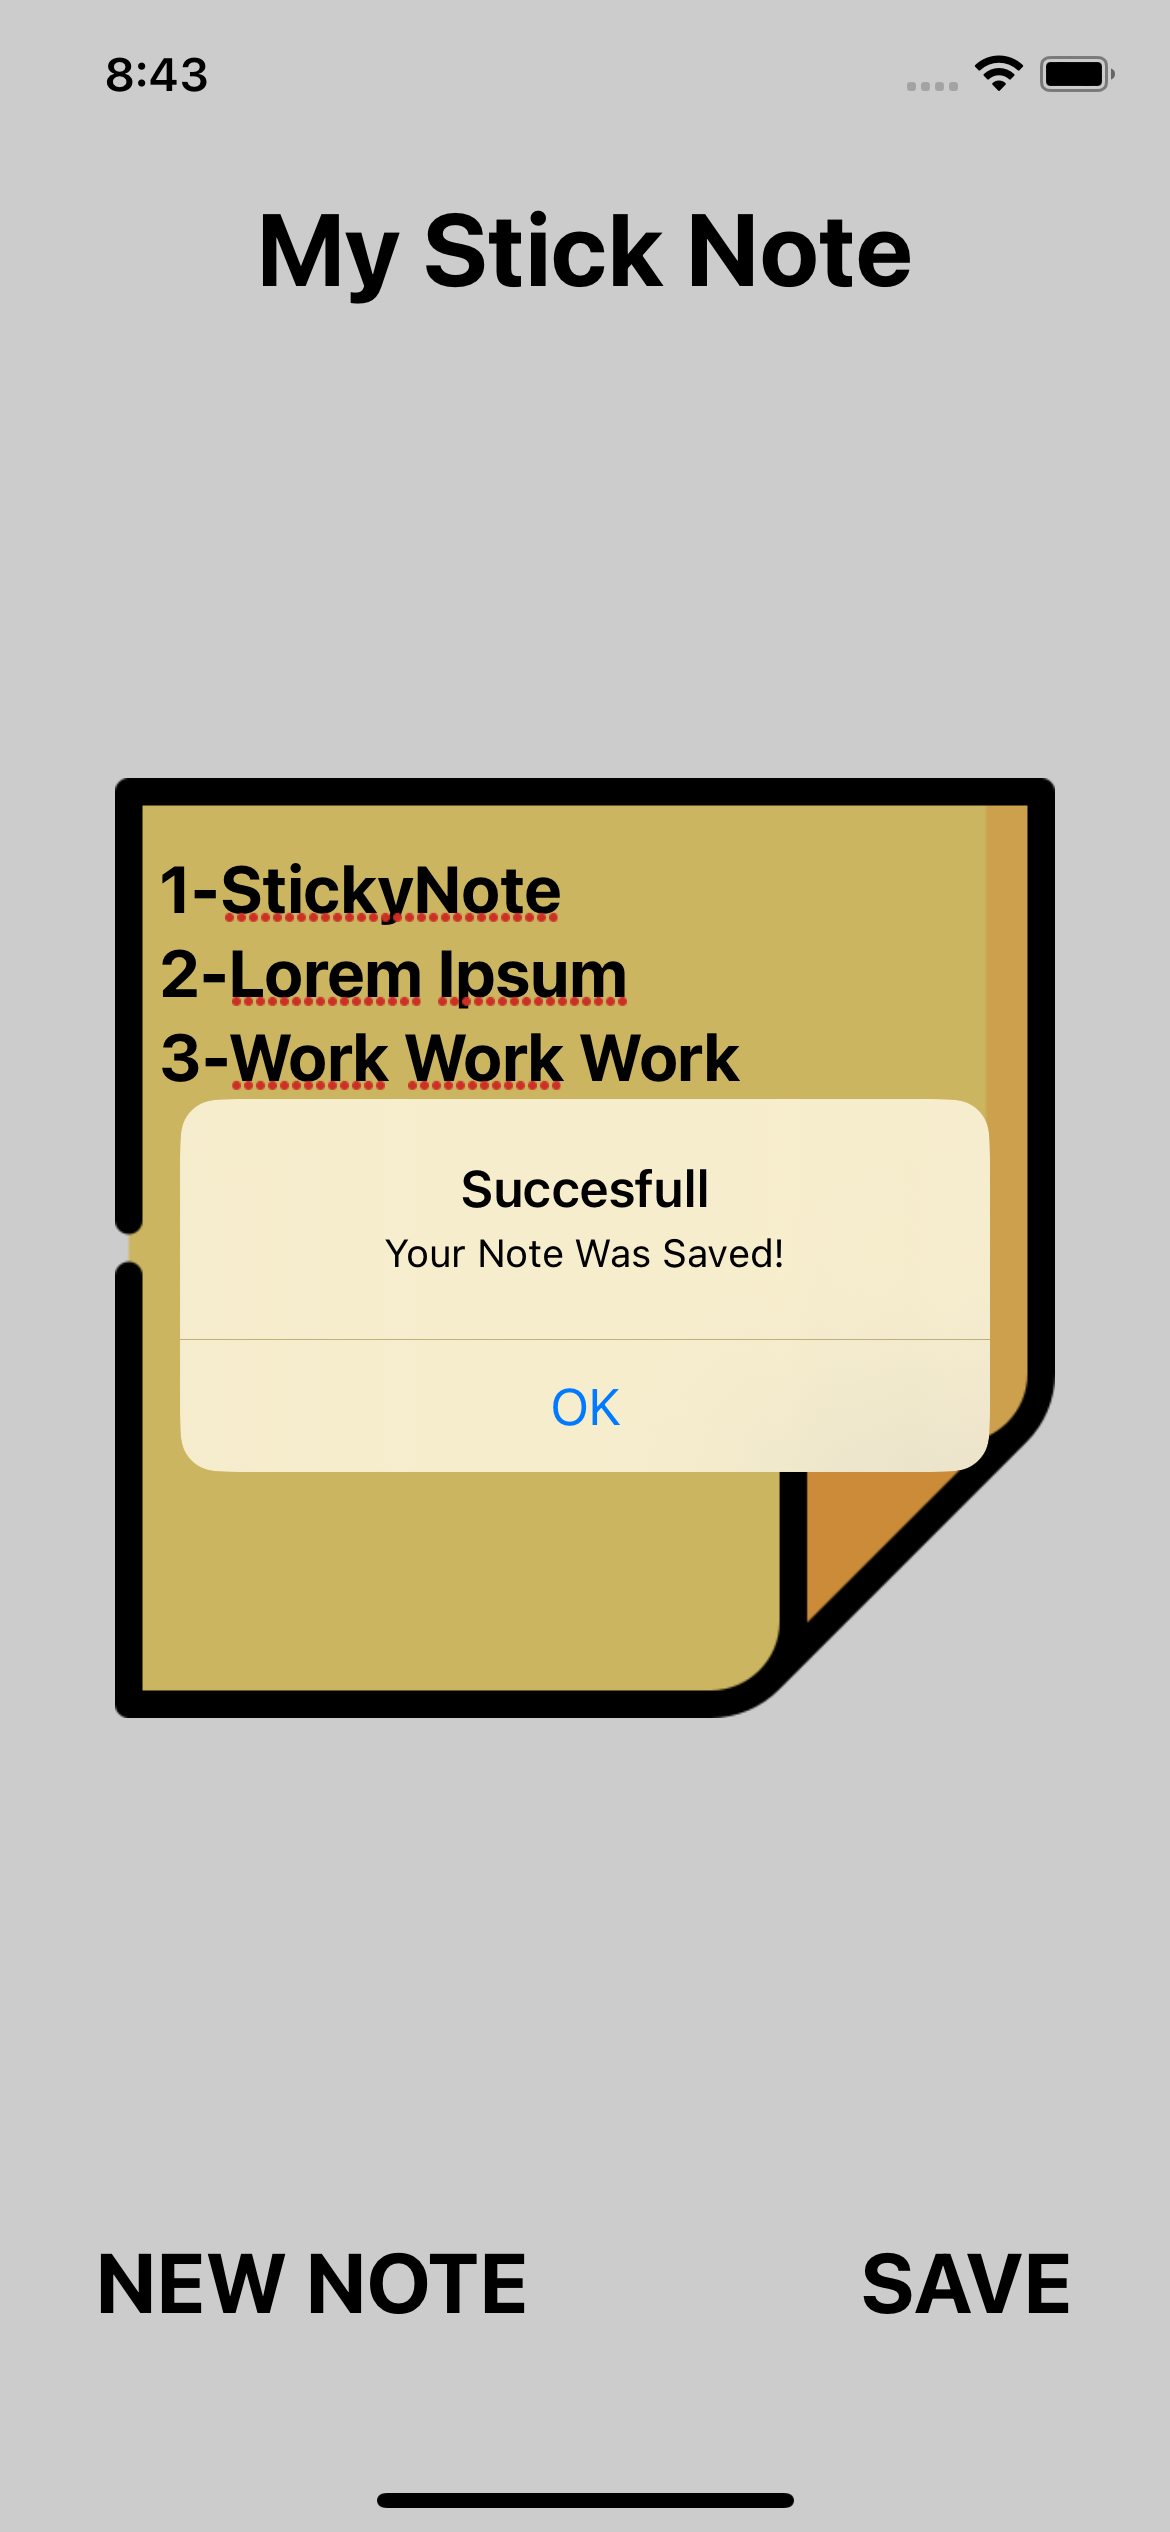 8:43
My Stick Note
1-StickyNote
2-Lorem Ipsum
3-Work Work Work
Succesfull
Your Note Was Saved!
OK
NEW NOTE
SAVE